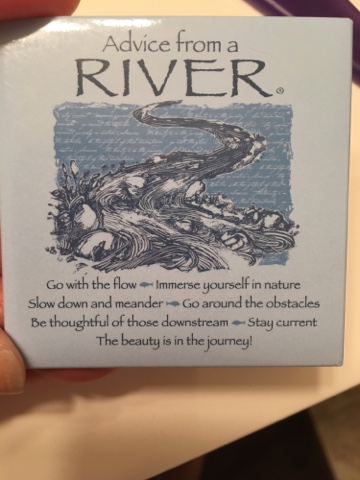 Advice from a
RIVER®
Go with the flow Immerse yourself in nature
Slow down and meander Go around the obstacles
Be thoughtful of those downstream Stay current
The beauty is in the journey!